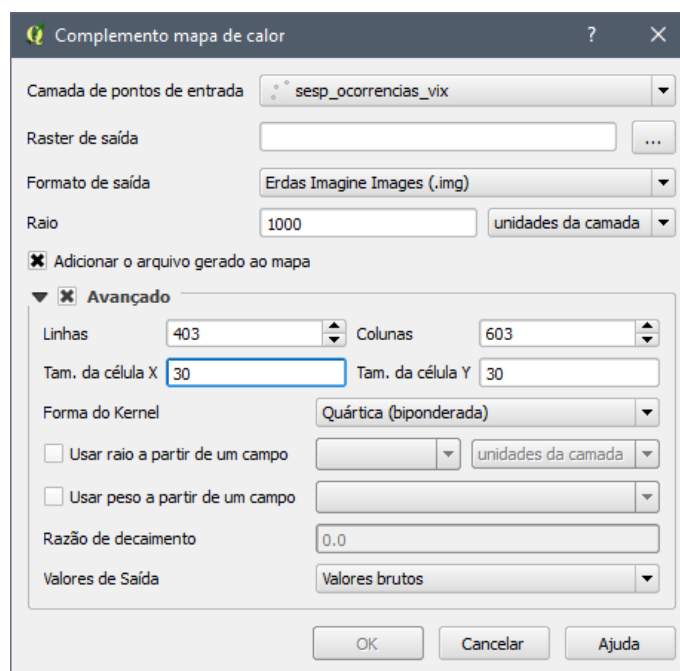 Complemento mapa de calor ?
Camada de pontos de entrada sesp_ocorrencias_vix
Raster de saída ...
Formato de saída Erdas Imagine Images (.img)
Raio 1000 unidades da camada
Adicionar o arquivo gerado ao mapa
Avançado
Linhas 403 Colunas 603
Tam. da célula X 30 Tam. da célula Y 30
Forma do Kernel Quártica (biponderada)
Usar raio a partir de um campo unidades da camada
Usar peso a partir de um campo
Razão de decaimento 0.0
Valores de Saída Valores brutos
OK Cancelar Ajuda